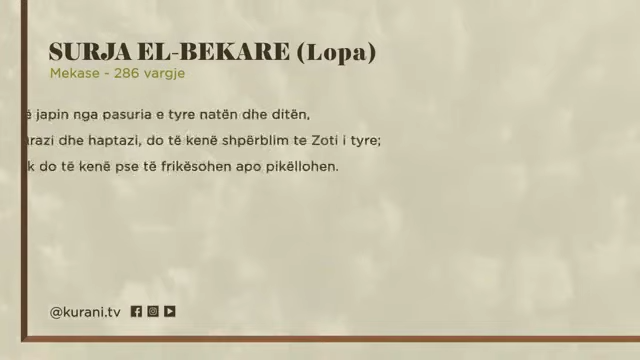 SURJA EL-BEKARE (Lopa)
Mekase - 286 vargje
japin nga pasuria e tyre natën dhe ditën,
dhe haptazi, do të kenë shpërblim te Zoti i tyre;
do të kenë pse të frikësohen apo pikëllohen.
@kurani.tv